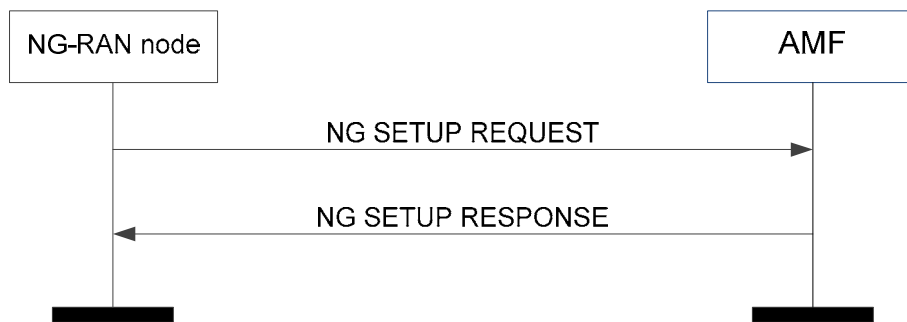 NG-RAN node
AMF
NG SETUP REQUEST
NG SETUP RESPONSE